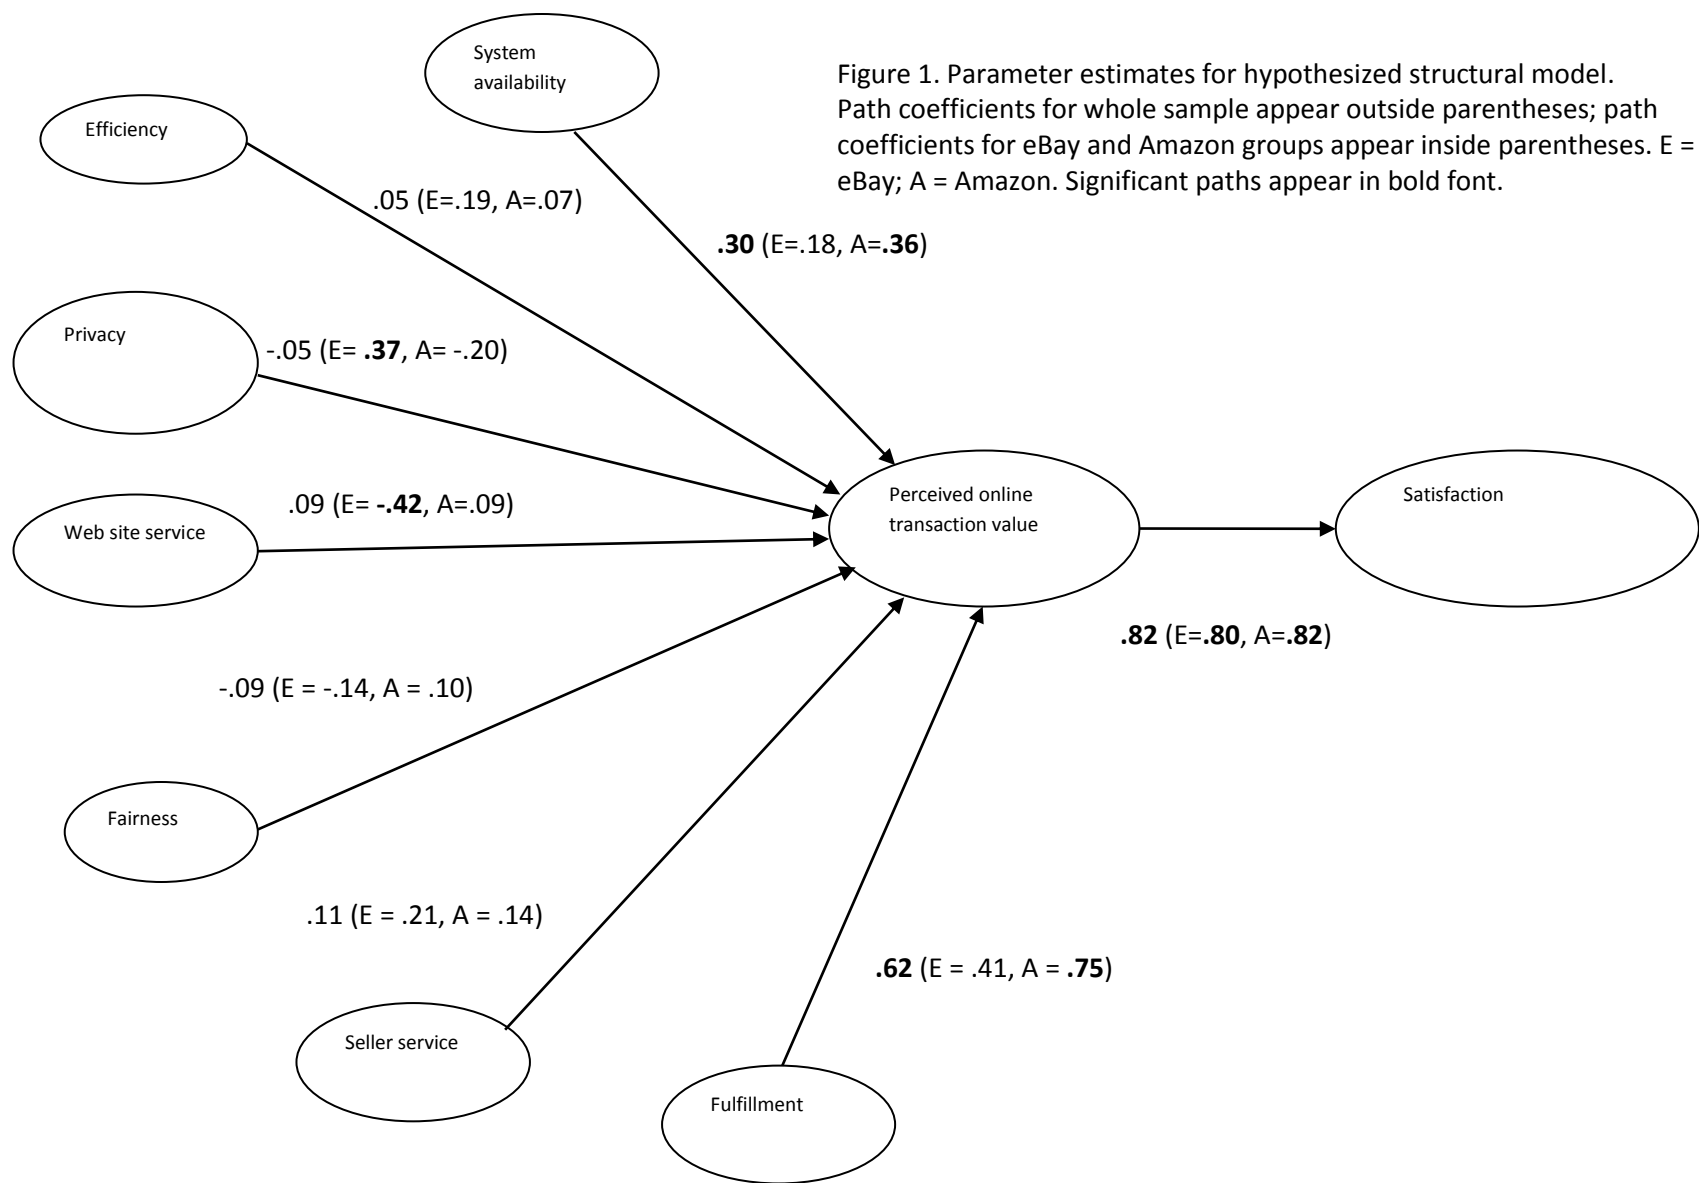 System
availability
Figure 1. Parameter estimates for hypothesized structural model.
Path coefficients for whole sample appear outside parentheses; path
coefficients for eBay and Amazon groups appear inside parentheses. E =
eBay; A = Amazon. Significant paths appear in bold font.
Efficiency
.05 (E=.19, A=.07)
.30 (E=.18, A=.36)
Privacy
-.05 (E= .37, A= -.20)
Web site service
.09 (E= -.42, A=.09)
Perceived online
transaction value
Satisfaction
.82 (E=.80, A=.82)
-.09 (E = -.14, A = .10)
Fairness
.11 (E = .21, A = .14)
.62 (E = .41, A = .75)
Seller service
Fulfillment